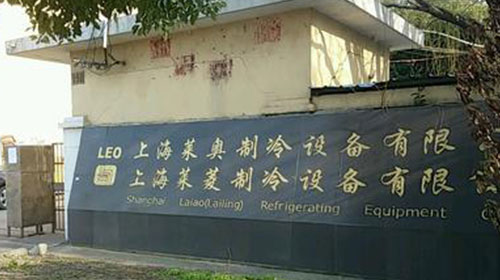 LEO 上海莱奥制冷设备有限
上海莱菱制冷设备有限
Shanghai Laiao(Lailing) Refrigerating Equipment C